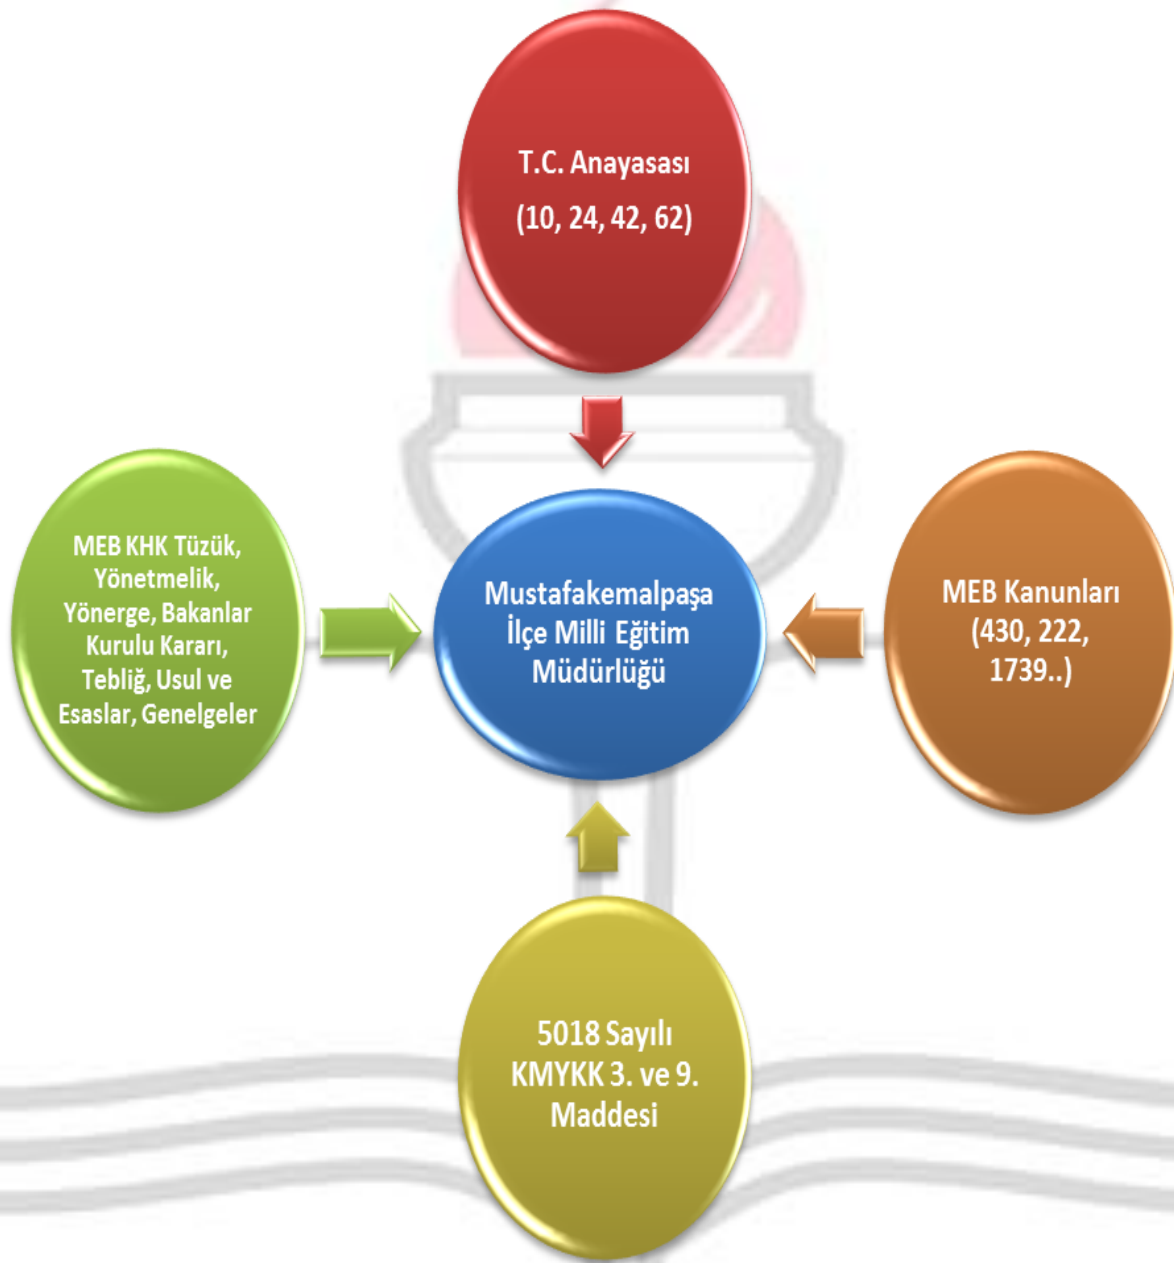 T.C. Anayasası
(10, 24, 42, 62)
MEB KHK Tüzük,
Yönetmelik,
Yönerge, Bakanlar
Kurulu Kararı,
Tebliğ, Usul ve
Esaslar, Genelgeler
Mustafakemalpaşa
İlçe Milli Eğitim
Müdürlüğü
MEB Kanunları
(430, 222,
1739..)
5018 Sayılı
KMYKK 3. ve 9.
Maddesi